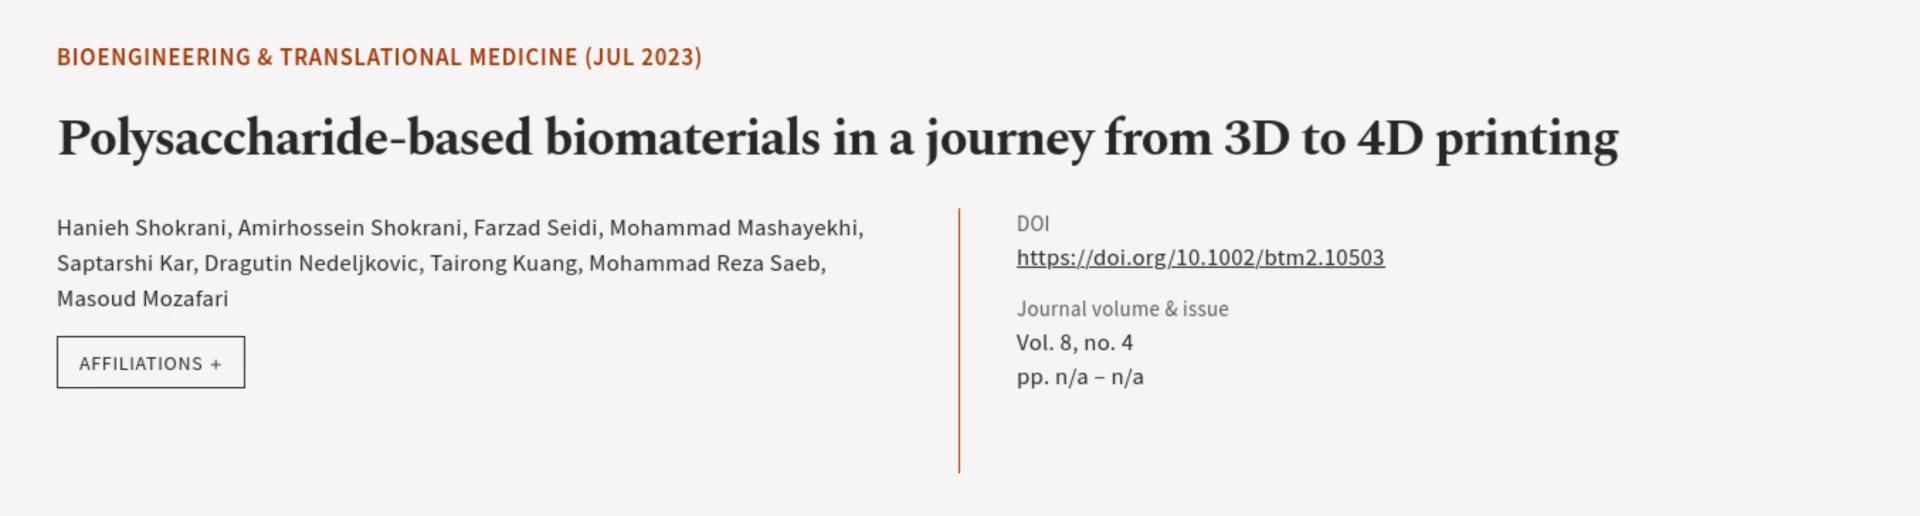 BIOENGINEERING & TRANSLATIONAL MEDICINE (JUL 2023)
Polysaccharide-based biomaterials in a journey from 3D to 4D printing
Hanieh Shokrani, Amirhossein Shokrani, Farzad Seidi, Mohammad Mashayekhi,
Saptarshi Kar, Dragutin Nedeljkovic, Tairong Kuang, Mohammad Reza Saeb,
Masoud Mozafari
AFFILIATIONS +
DOI
https://doi.org/10.1002/btm2.10503
Journal volume & issue
Vol. 8, no. 4
pp. n/a – n/a